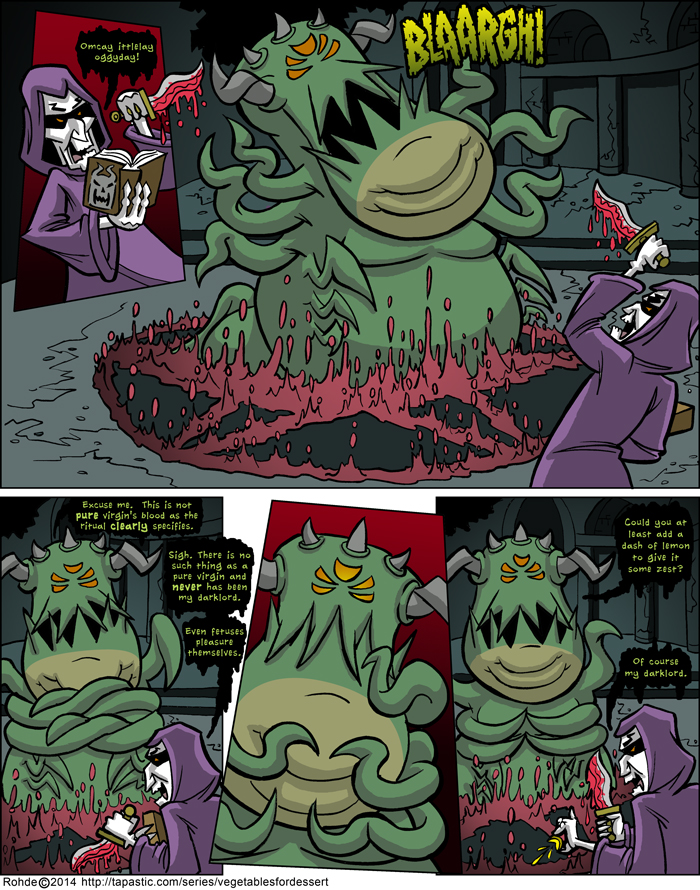 Omcay ittlelay
oggyday!
BLAARGH!
Excuse me. This is not
pure virgin's blood as the
ritual clearly specifies.
Sigh. There is no
such thing as a
pure virgin and
never has been
my darklord.
Even fetuses
pleasure
themselves.
Could you at
least add a
dash of lemon
to give it
some zest?
Of course
my darklord.
Rohde ©2014 http://tapastic.com/series/vegetablesfordessert